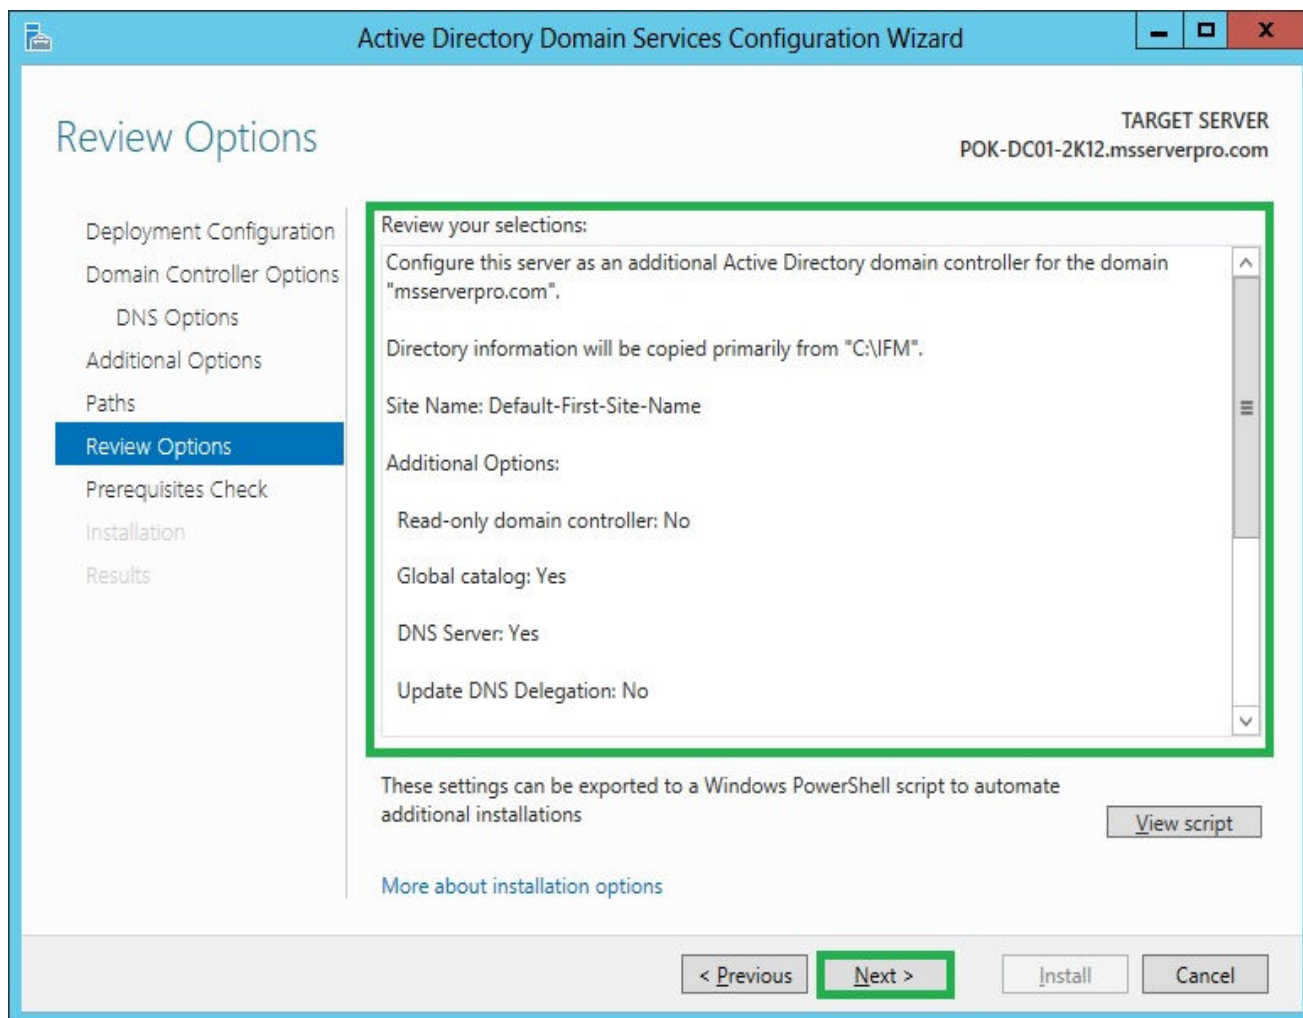 Active Directory Domain Services Configuration Wizard
Review Options
TARGET SERVER
POK-DC01-2K12.msserverpro.com
Deployment Configuration
Domain Controller Options
DNS Options
Additional Options
Paths
Review Options
Prerequisites Check
Installation
Results
Review your selections:
Configure this server as an additional Active Directory domain controller for the domain
"msserverpro.com".
Directory information will be copied primarily from "C:\IFM".
Site Name: Default-First-Site-Name
Additional Options:
Read-only domain controller: No
Global catalog: Yes
DNS Server: Yes
Update DNS Delegation: No
These settings can be exported to a Windows PowerShell script to automate
additional installations
View script
More about installation options
< Previous
Next >
Install
Cancel